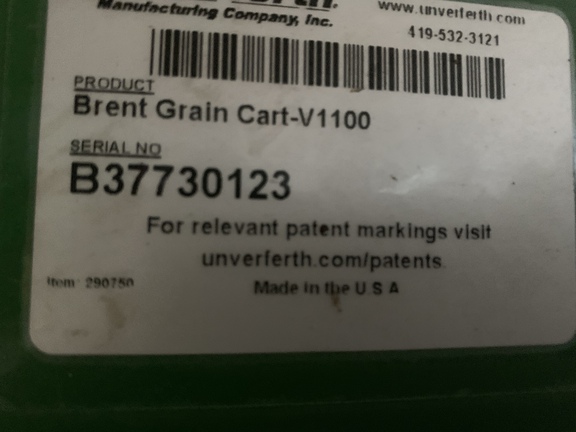 Manufacturing Company, Inc.
www.unverferth.com
419-532-3121
PRODUCT
Brent Grain Cart-V1100
SERIAL NO
B37730123
For relevant patent markings visit
unverferth.com/patents.
Item: 290750
Made in the U S A